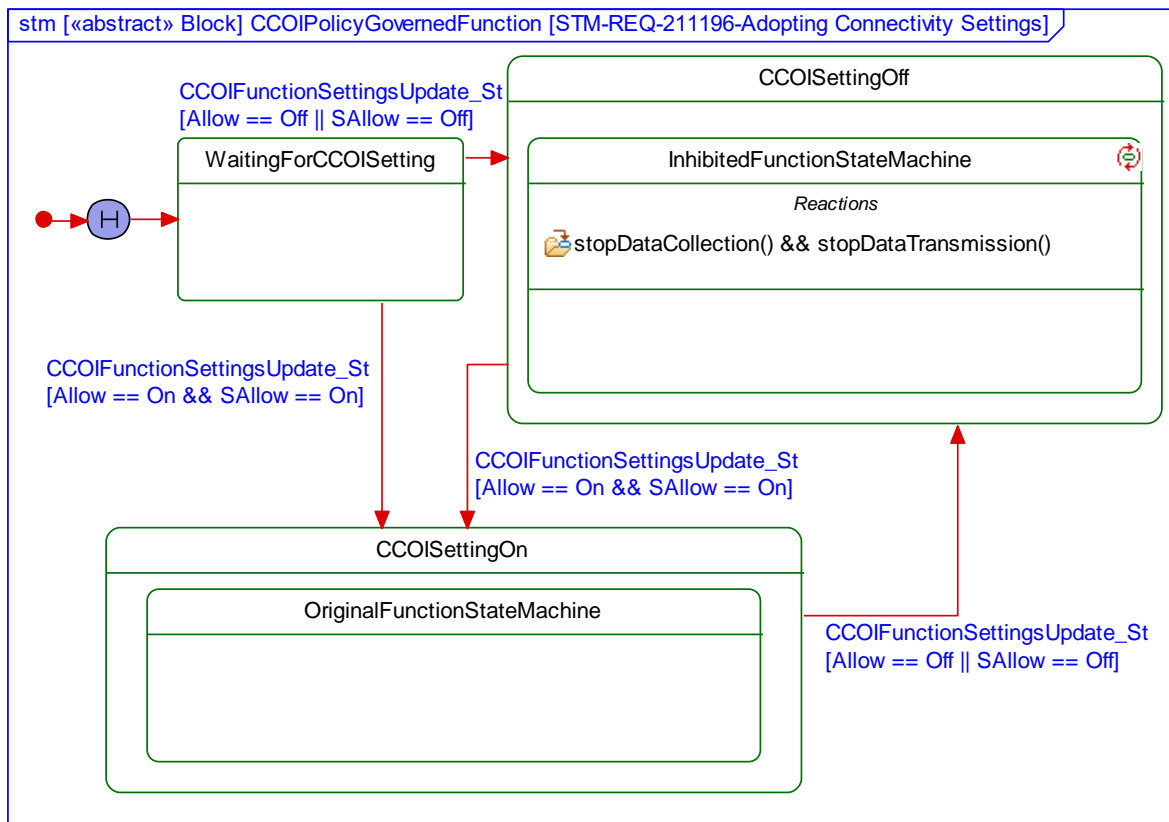 stm [«abstract» Block] CCOIPolicyGovernedFunction [STM-REQ-211196-Adopting Connectivity Settings]
CCOIFunctionSettingsUpdate_St
[Allow == Off || SAllow == Off]
CCOISettingOff
WaitingForCCOISetting
InhibitedFunctionStateMachine
Reactions
H
stopDataCollection() && stopDataTransmission()
CCOIFunctionSettingsUpdate_St
[Allow == On && SAllow == On]
CCOIFunctionSettingsUpdate_St
[Allow == On && SAllow == On]
CCOISettingOn
OriginalFunctionStateMachine
CCOIFunctionSettingsUpdate_St
[Allow == Off || SAllow == Off]